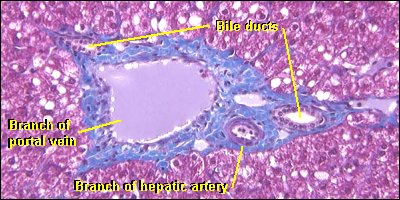 Bile ducts
Branch of
portal vein
Branch of hepatic artery